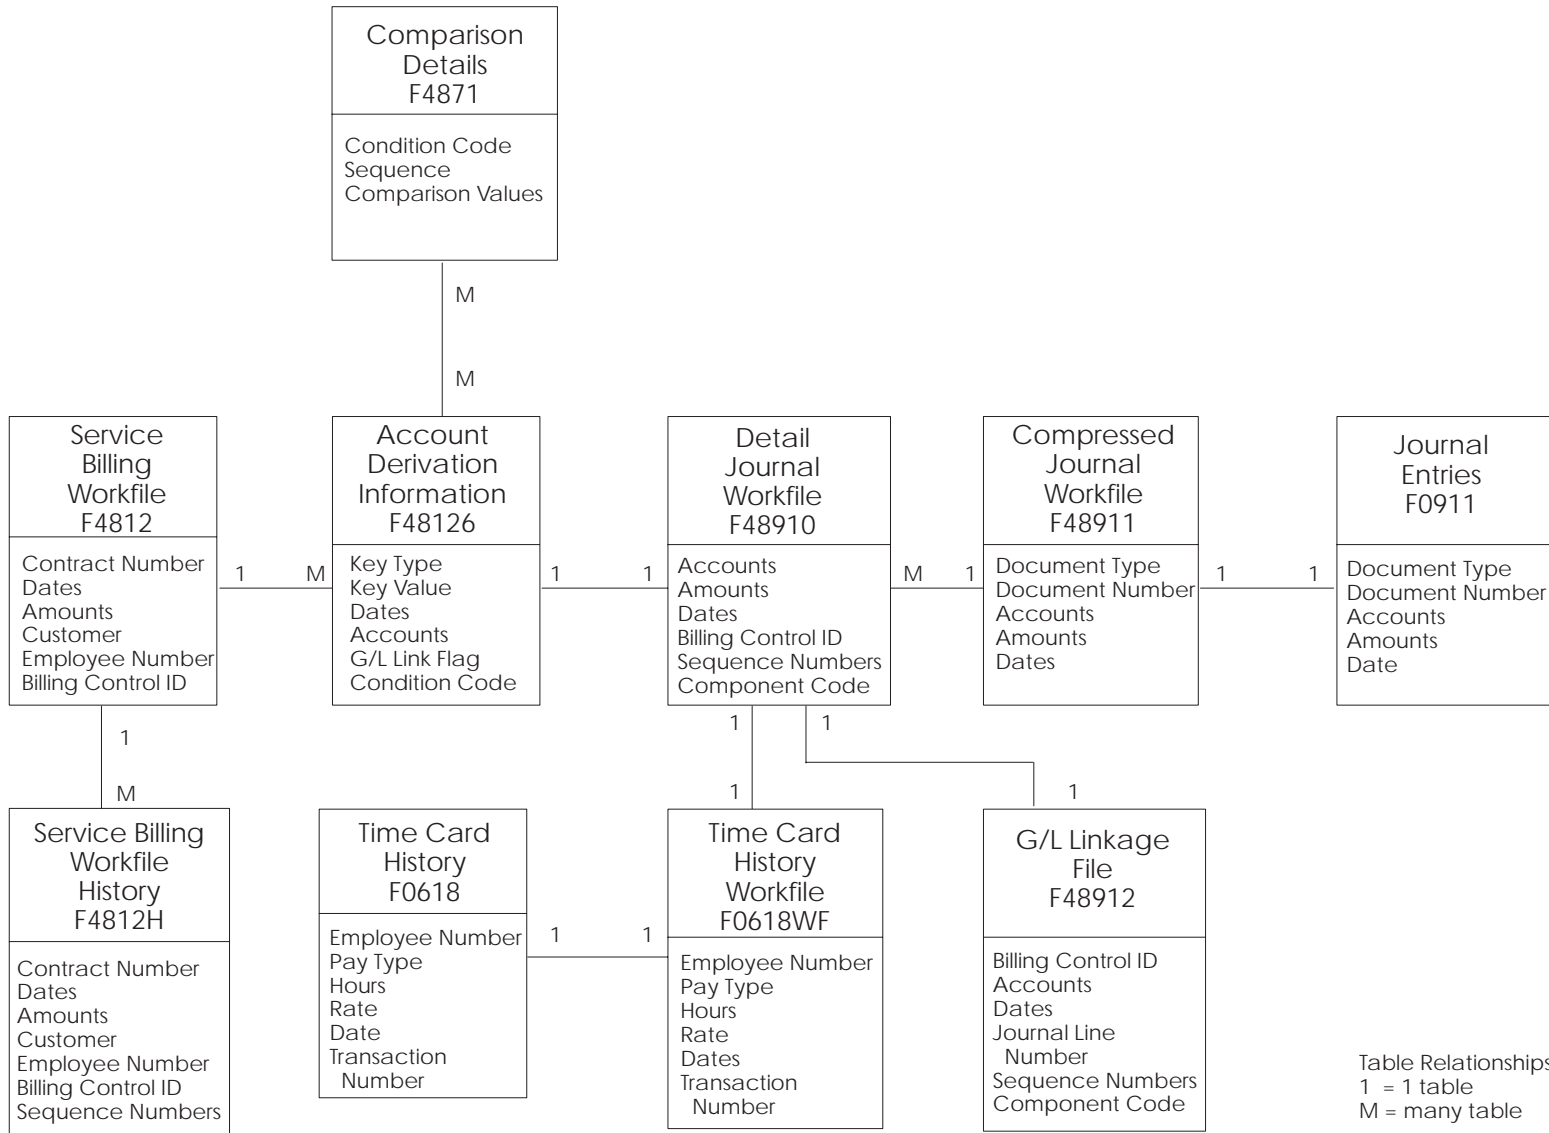 Comparison
Details
F4871
Condition Code
Sequence
Comparison Values
M
M
Service
Billing
Workfile
F4812
Contract Number
Dates
Amounts
Customer
Employee Number
Billing Control ID
1
M
Account
Derivation
Information
F48126
Key Type
Key Value
Dates
Accounts
G/L Link Flag
Condition Code
1
1
Detail
Journal
Workfile
F48910
Accounts
Amounts
Dates
Billing Control ID
Sequence Numbers
Component Code
M
1
Compressed
Journal
Workfile
F48911
Document Type
Document Number
Accounts
Amounts
Dates
1
1
Journal
Entries
F0911
Document Type
Document Number
Accounts
Amounts
Date
1
M
1
1
1
1
Service Billing
Workfile
History
F4812H
Contract Number
Dates
Amounts
Customer
Employee Number
Billing Control ID
Sequence Numbers
Time Card
History
F0618
Employee Number
Pay Type
Hours
Rate
Date
Transaction
Number
1
1
Time Card
History
Workfile
F0618WF
Employee Number
Pay Type
Hours
Rate
Dates
Transaction
Number
G/L Linkage
File
F48912
Billing Control ID
Accounts
Dates
Journal Line
Number
Sequence Numbers
Component Code
Table Relationships
1 = 1 table
M = many table